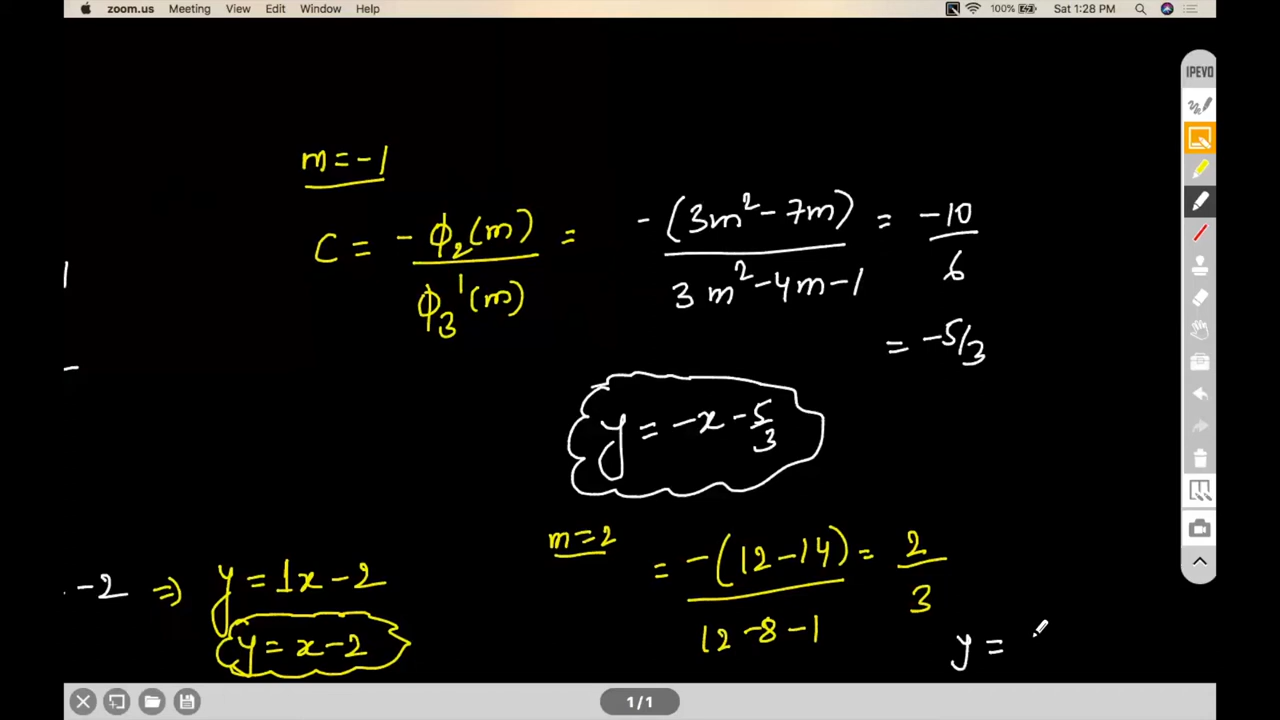 zoom.us Meeting View Edit Window Help 100% Sat 1:28 PM
IPEVO
m = -1
C = -ϕ₂(m) / ϕ₃'(m) = -(3m² - 7m) / 3m² - 4m - 1 = -10 / 6
= -5/3
y = -x - 5/3
m = 2
= -(12 - 14) / 12 - 8 - 1 = 2 / 3
-2 ⇒ y = 1x - 2
y = x - 2
y =
1/1